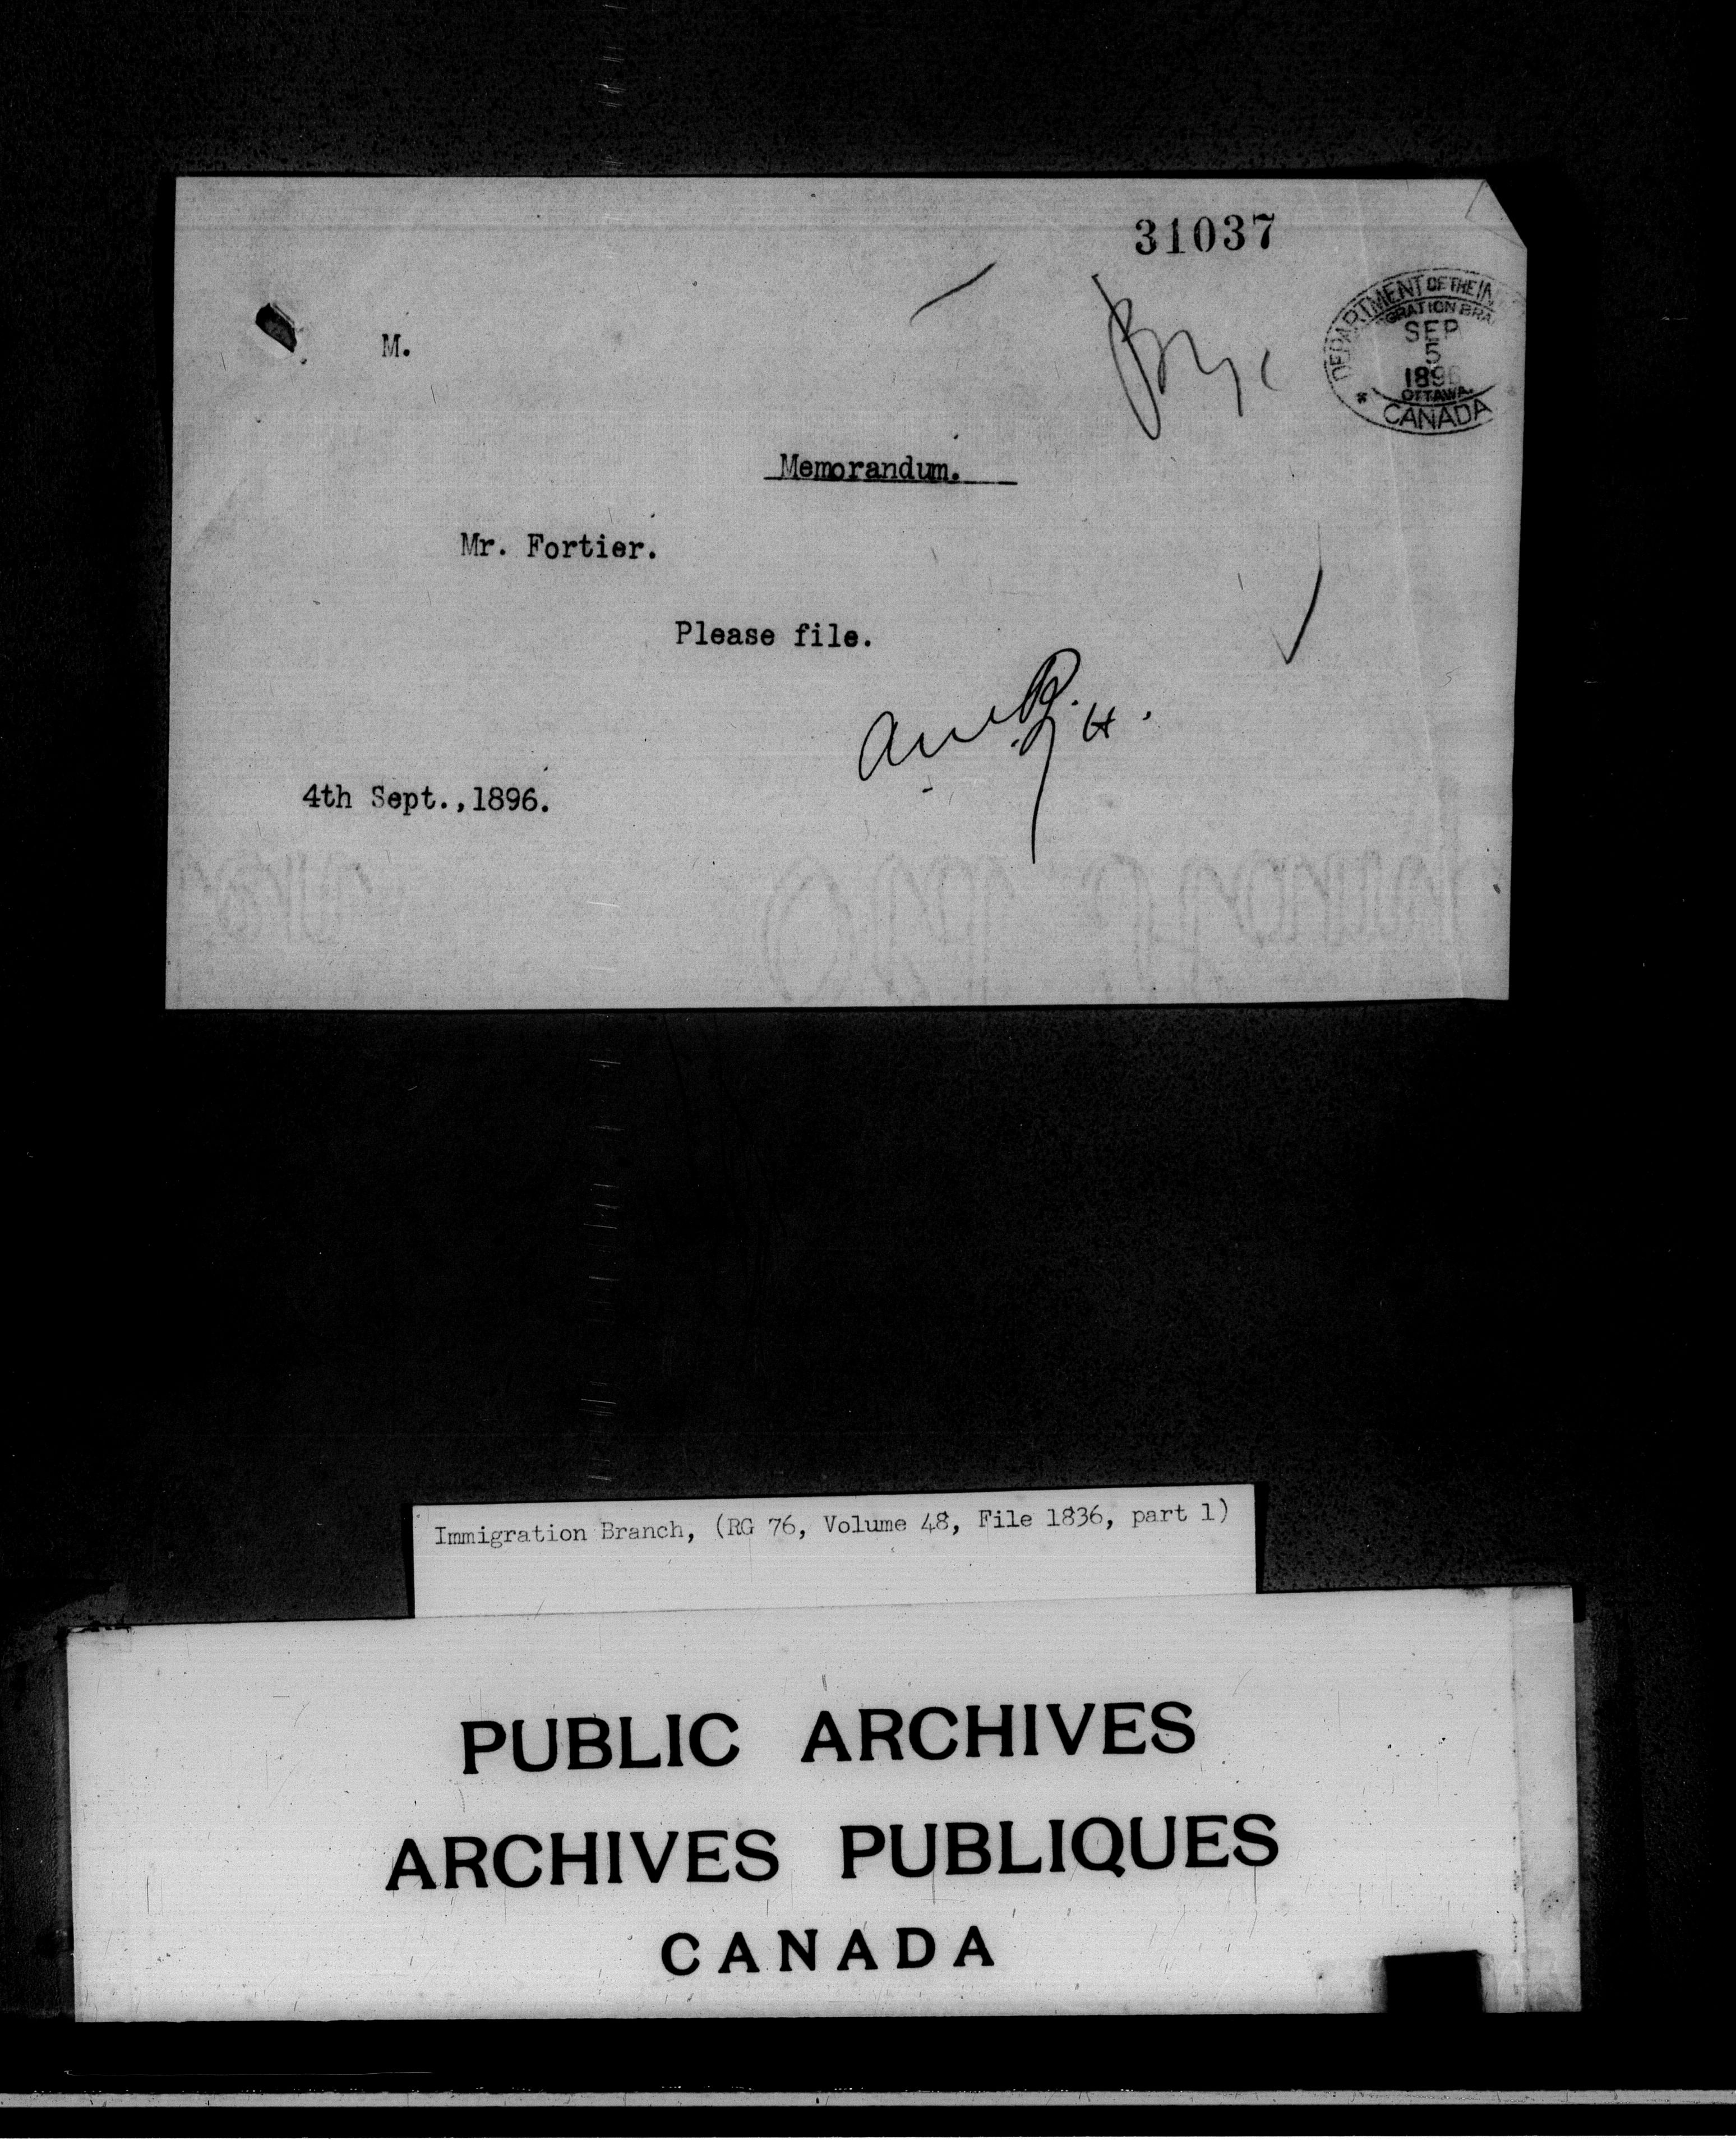 31037
DEPARTMENT OF THE IN
GRATION BRA
SEP
5
1896
OTTAWA.
* CANADA
M.
Memorandum.
Mr. Fortier.
Please file.
4th Sept.,1896.
Immigration Branch, (RG 76, Volume 48, File 1836, part 1)
PUBLIC ARCHIVES
ARCHIVES PUBLIQUES
CANADA